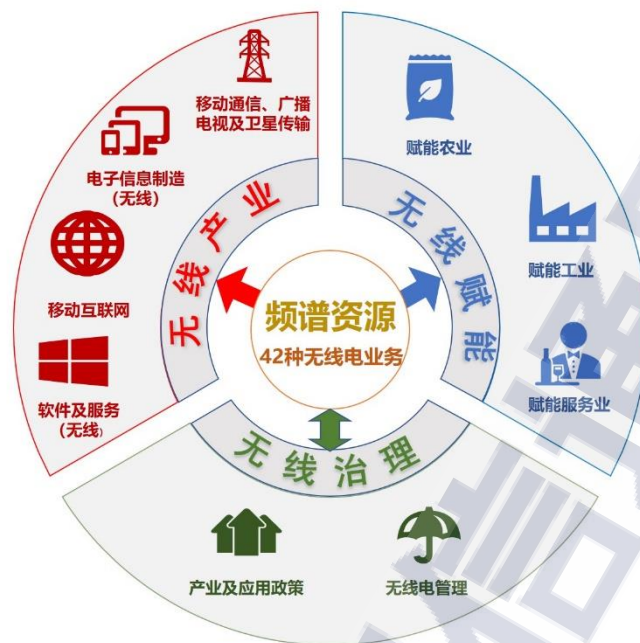 移动通信、广播
电视及卫星传输
电子信息制造
（无线）
移动互联网
软件及服务
（无线）
无线产业
赋能农业
赋能工业
赋能服务业
无线赋能
频谱资源
42种无线电业务
无线治理
产业及应用政策
无线电管理